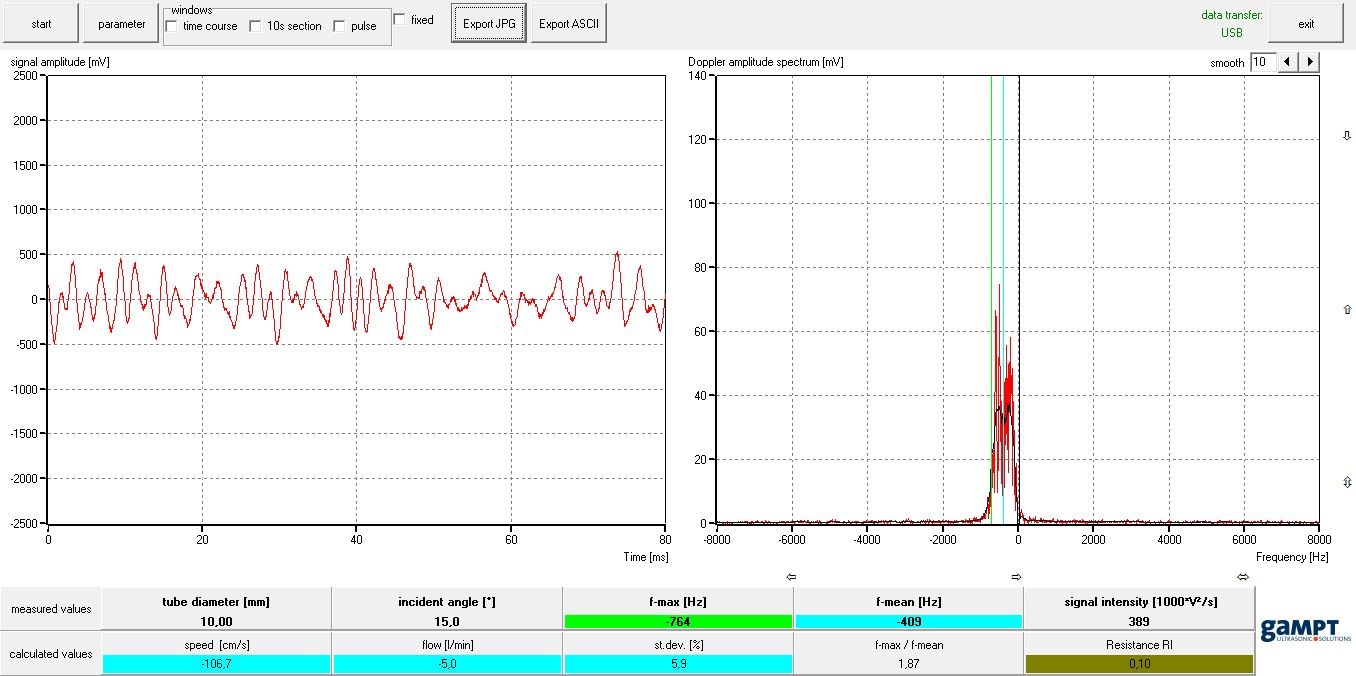 start
parameter
windows
time course
10s section
pulse
fixed
Export JPG
Export ASCII
data transfer:
USB
exit
signal amplitude [mV]
2500
2000
1500
1000
500
0
-500
-1000
-1500
-2000
-2500
0 20 40 60 80
Time [ms]
Doppler amplitude spectrum [mV]
smooth 10
140
120
100
80
60
40
20
0
-8000 -6000 -4000 -2000 0 2000 4000 6000 8000
Frequency [Hz]
measured values
tube diameter [mm] incident angle [°] f-max [Hz] f-mean [Hz] signal intensity [1000*V²/s]
10,00 15,0 -764 -409 389
calculated values
speed [cm/s] flow [l/min] st.dev. [%] f-max / f-mean Resistance RI
-106,7 -5,0 5,9 1,87 0,10
gaMPT
ULTRASONIC SOLUTIONS